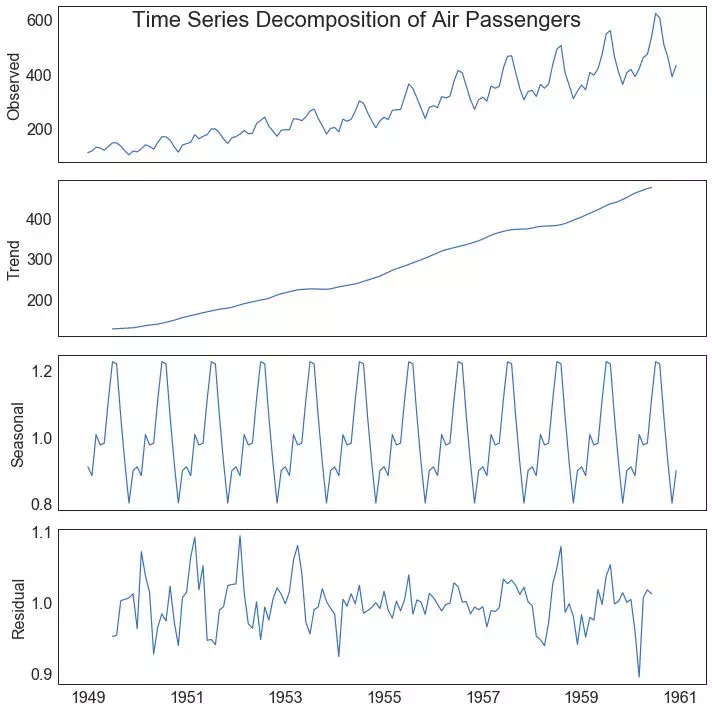 Time Series Decomposition of Air Passengers
600
400
200
Observed
400
300
200
Trend
1.2
1.0
0.8
Seasonal
1.1
1.0
0.9
Residual
1949 1951 1953 1955 1957 1959 1961